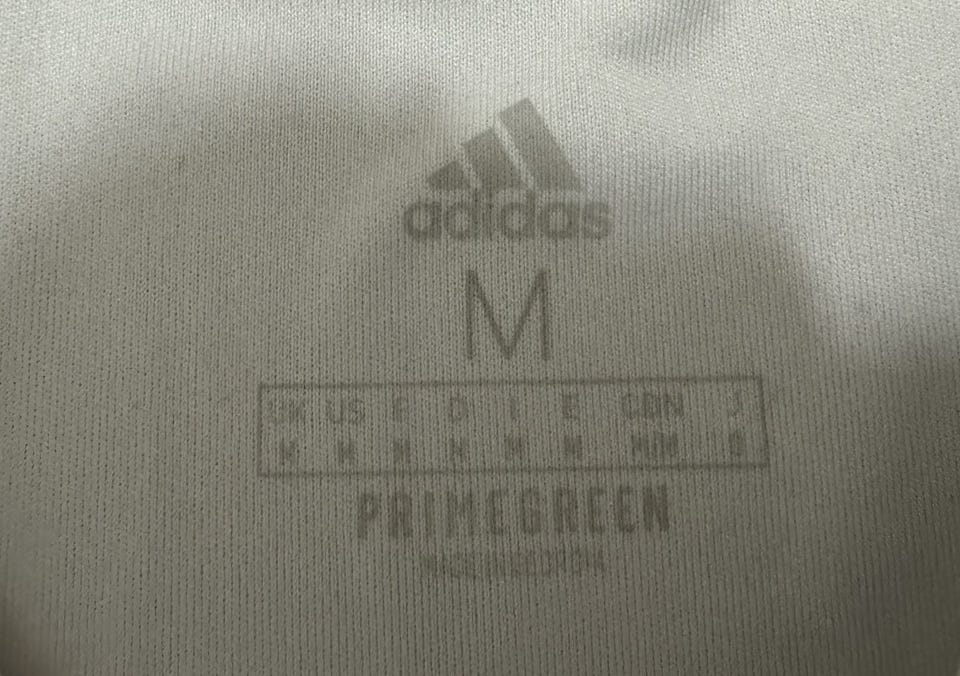 adidas
M
UK US F D I E CDN J
M M M M M M M/M O
PRIMEGREEN